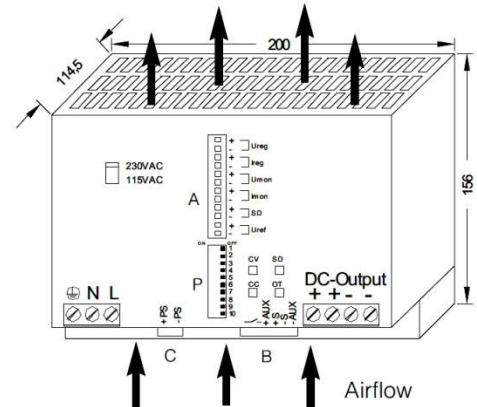 200
114,5
156
+
- Ureg
+
- Ireg
+
- Umon
+
- Imon
+
- SD
+
- Uref
230VAC
115VAC
A
ON OFF
1
2
3
4
5
6
7
8
9
10
P
CV SD
CC OT
DC-Output
+ + - -
N L
+ PS
- PS
+ AUX
+ S
- S
- AUX
C
B
Airflow